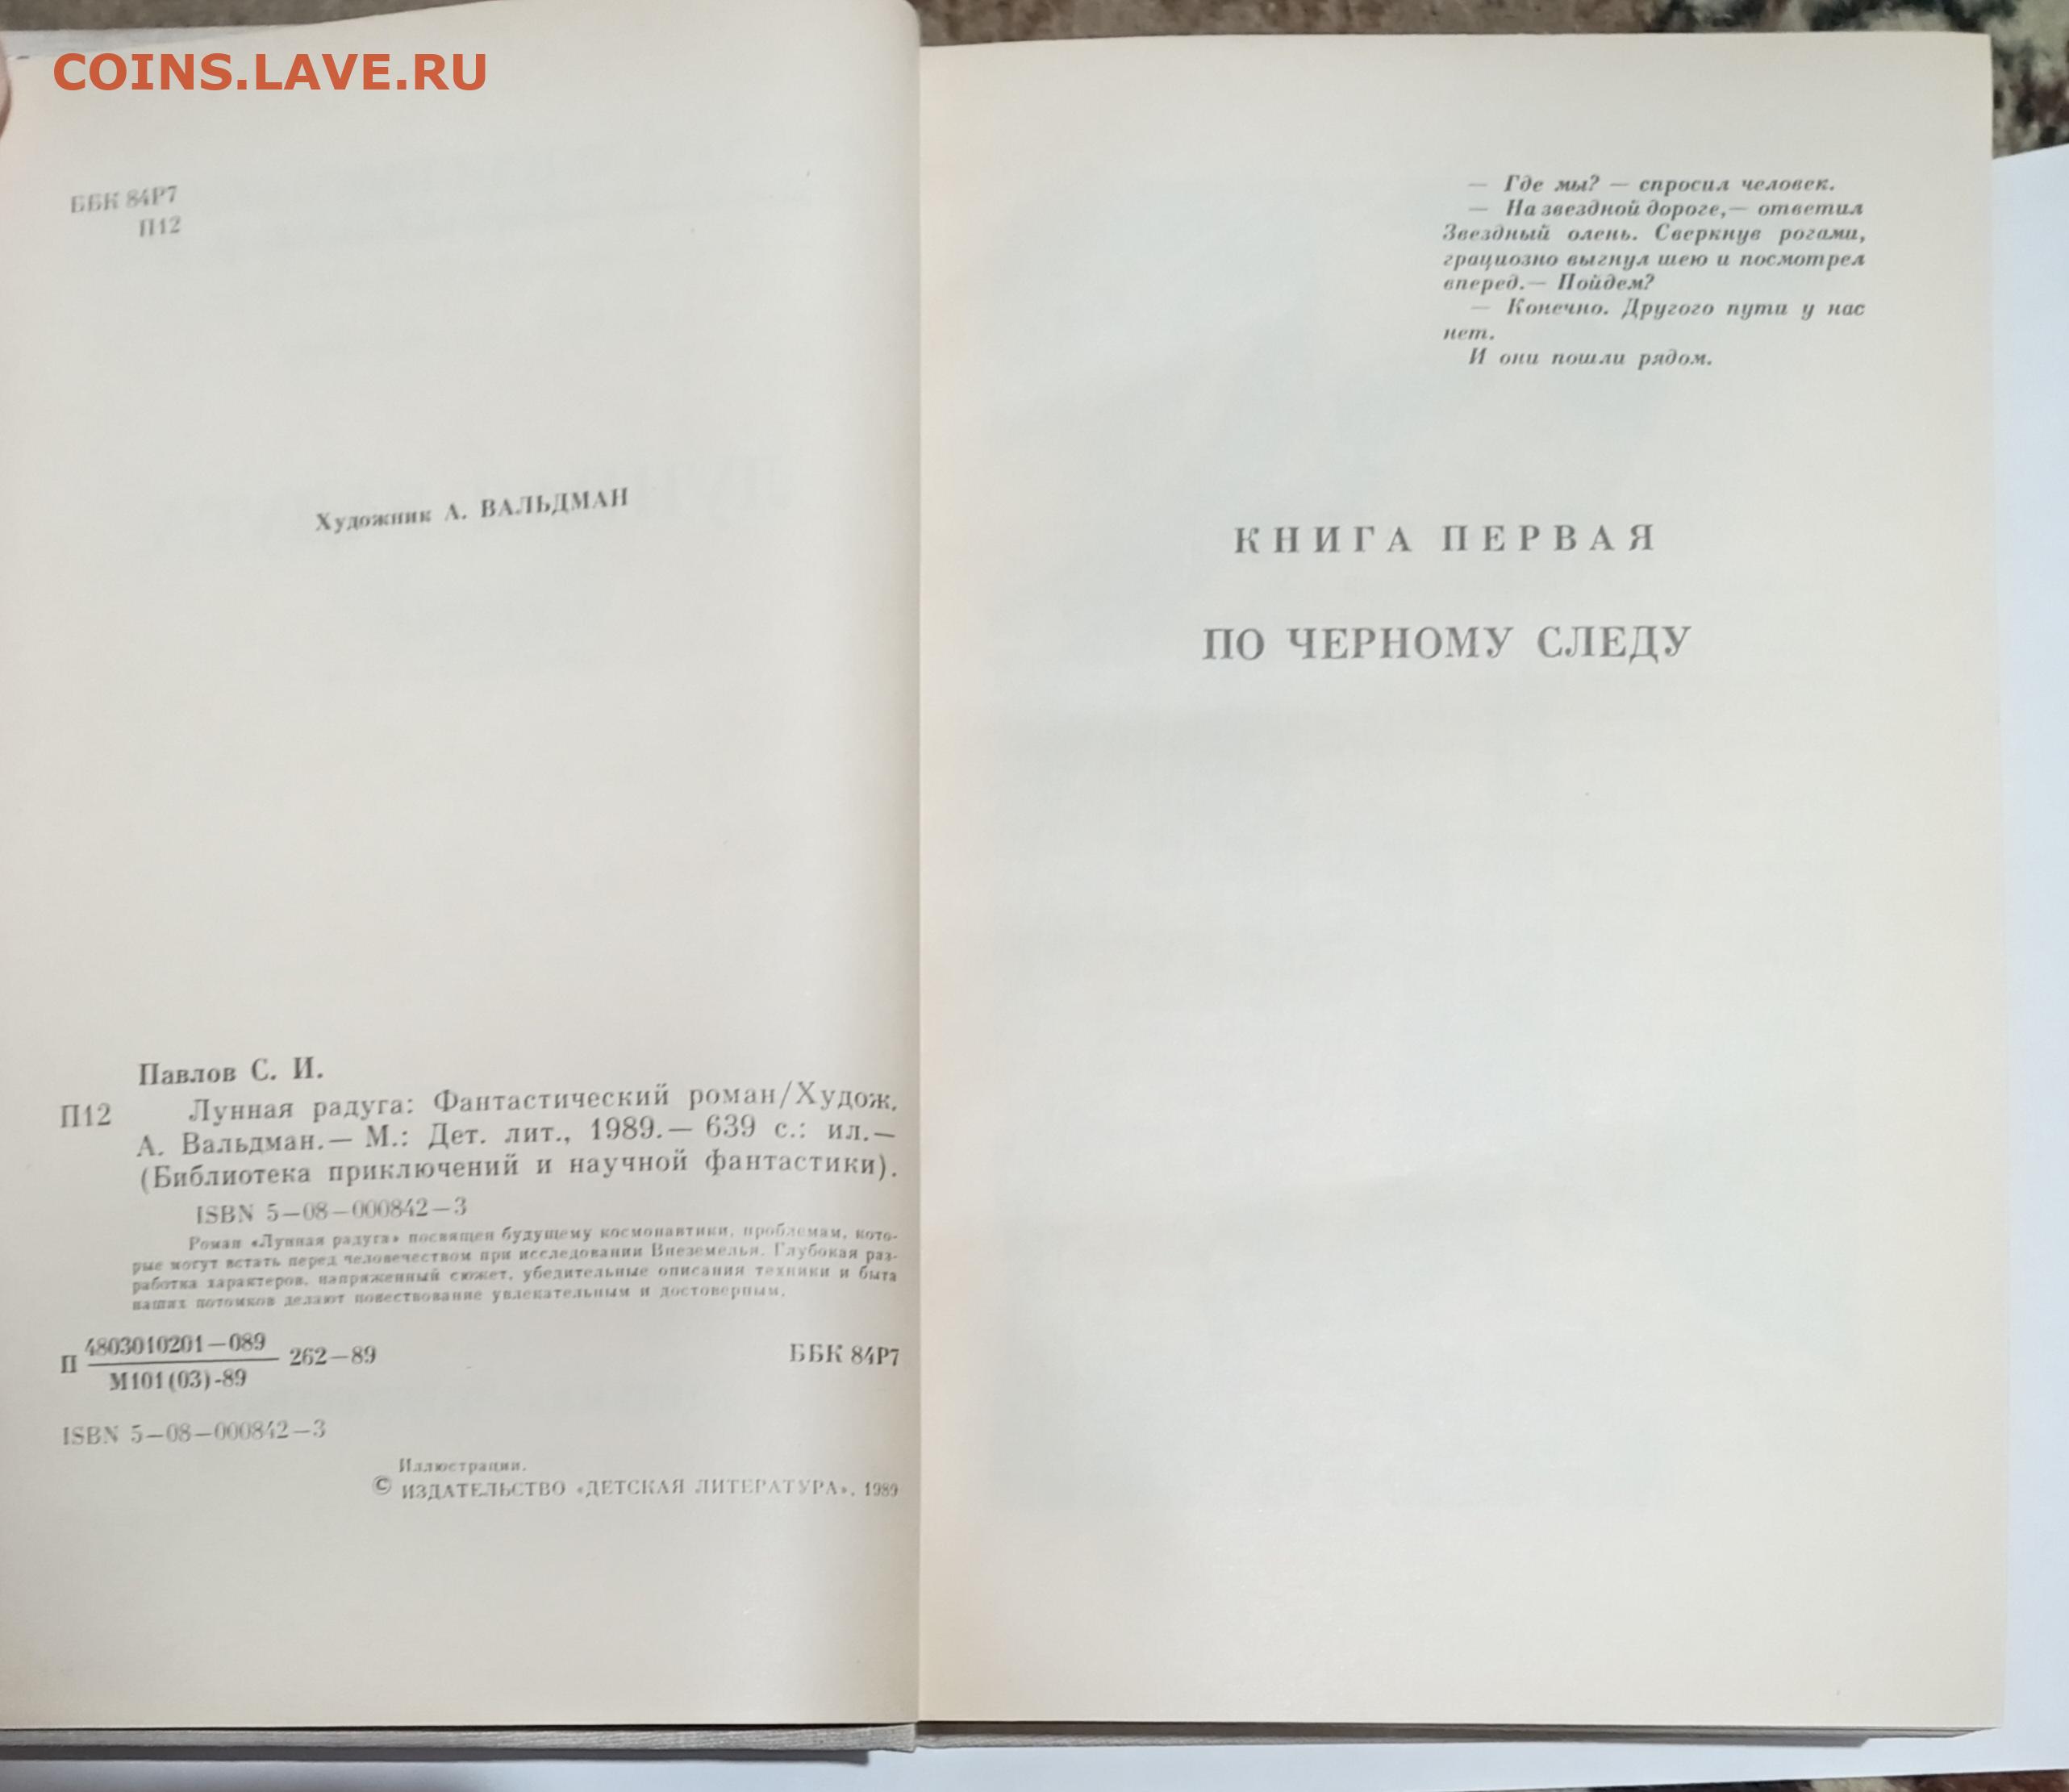 COINS.LAVE.RU
ББК 84Р7
П12
Художник А. ВАЛЬДМАН
Павлов С. И.
П12 Лунная радуга: Фантастический роман/Худож.
А. Вальдман.— М.: Дет. лит., 1989.— 639 с.: ил.—
(Библиотека приключений и научной фантастики).
ISBN 5—08—000842—3
Роман «Лунная радуга» посвящен будущему космонавтики, проблемам, кото-
рые могут встать перед человечеством при исследовании Внеземелья. Глубокая раз-
работка характеров, напряженный сюжет, убедительные описания техники и быта
наших потомков делают повествование увлекательным и достоверным.
П 4803010201—089 262—89
М101(03)-89
ББК 84Р7
ISBN 5—08—000842—3
Иллюстрации.
© ИЗДАТЕЛЬСТВО «ДЕТСКАЯ ЛИТЕРАТУРА», 1989
— Где мы? — спросил человек.
— На звездной дороге,— ответил
Звездный олень. Сверкнув рогами,
грациозно выгнул шею и посмотрел
вперед.— Пойдем?
— Конечно. Другого пути у нас
нет.
И они пошли рядом.
КНИГА ПЕРВАЯ
ПО ЧЕРНОМУ СЛЕДУ